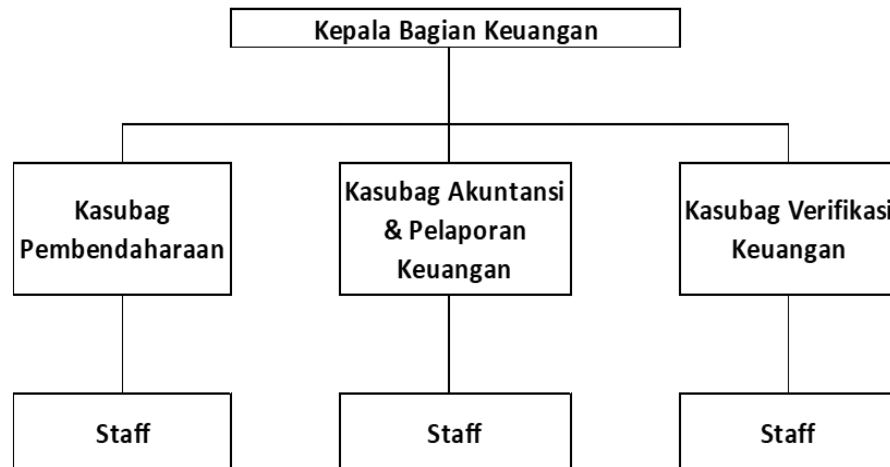 Kepala Bagian Keuangan
Kasubag
Pembendaharaan
Kasubag Akuntansi
& Pelaporan
Keuangan
Kasubag Verifikasi
Keuangan
Staff
Staff
Staff